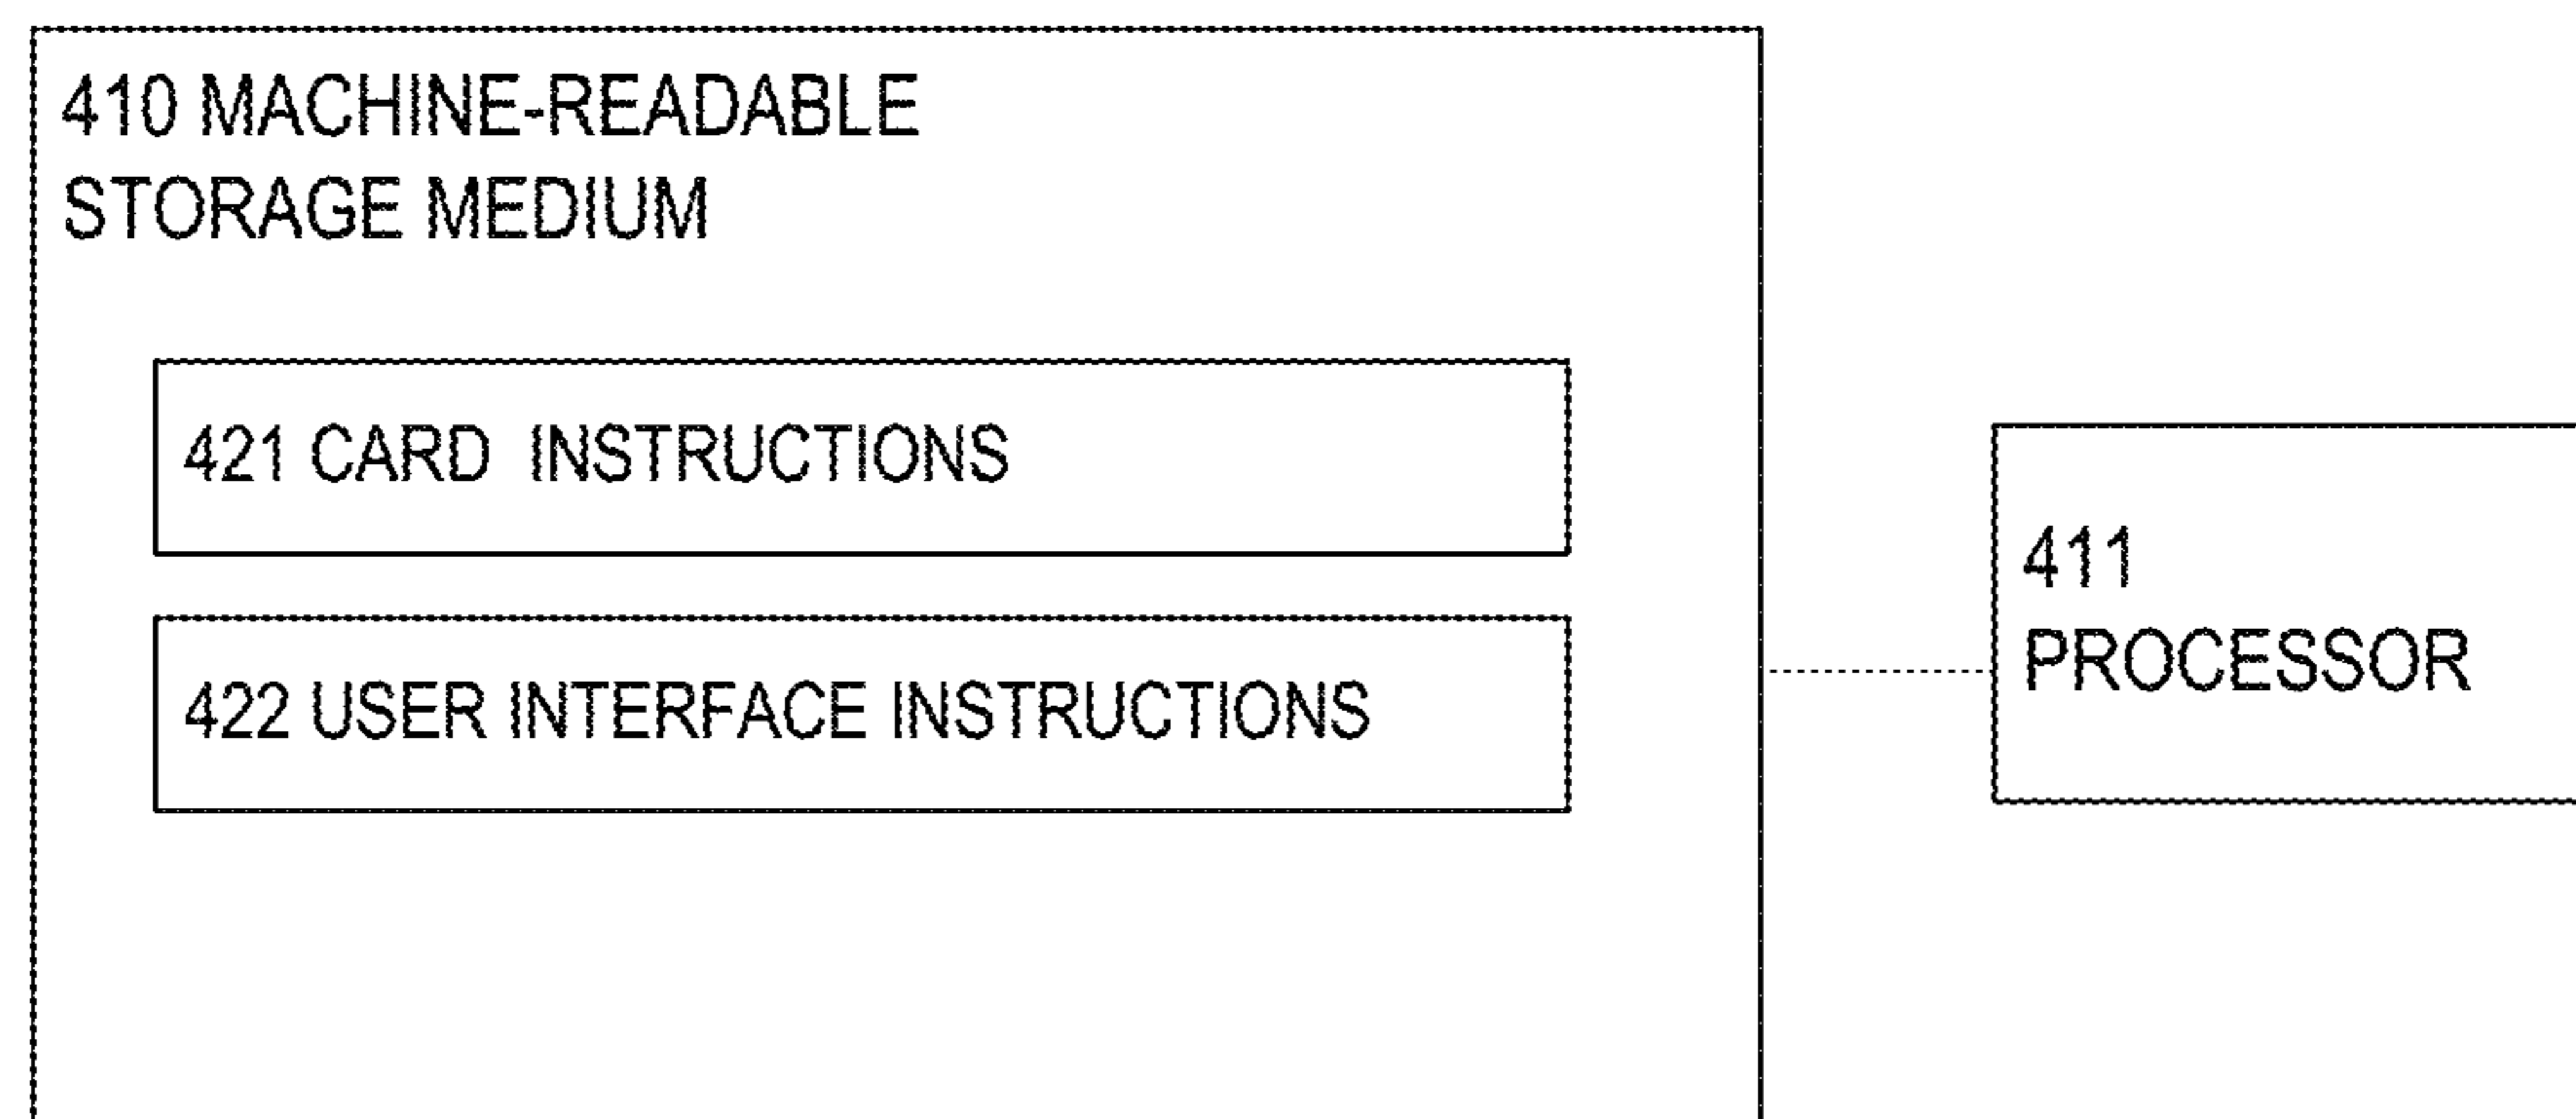 410 MACHINE-READABLE
STORAGE MEDIUM
421 CARD INSTRUCTIONS
422 USER INTERFACE INSTRUCTIONS
411
PROCESSOR